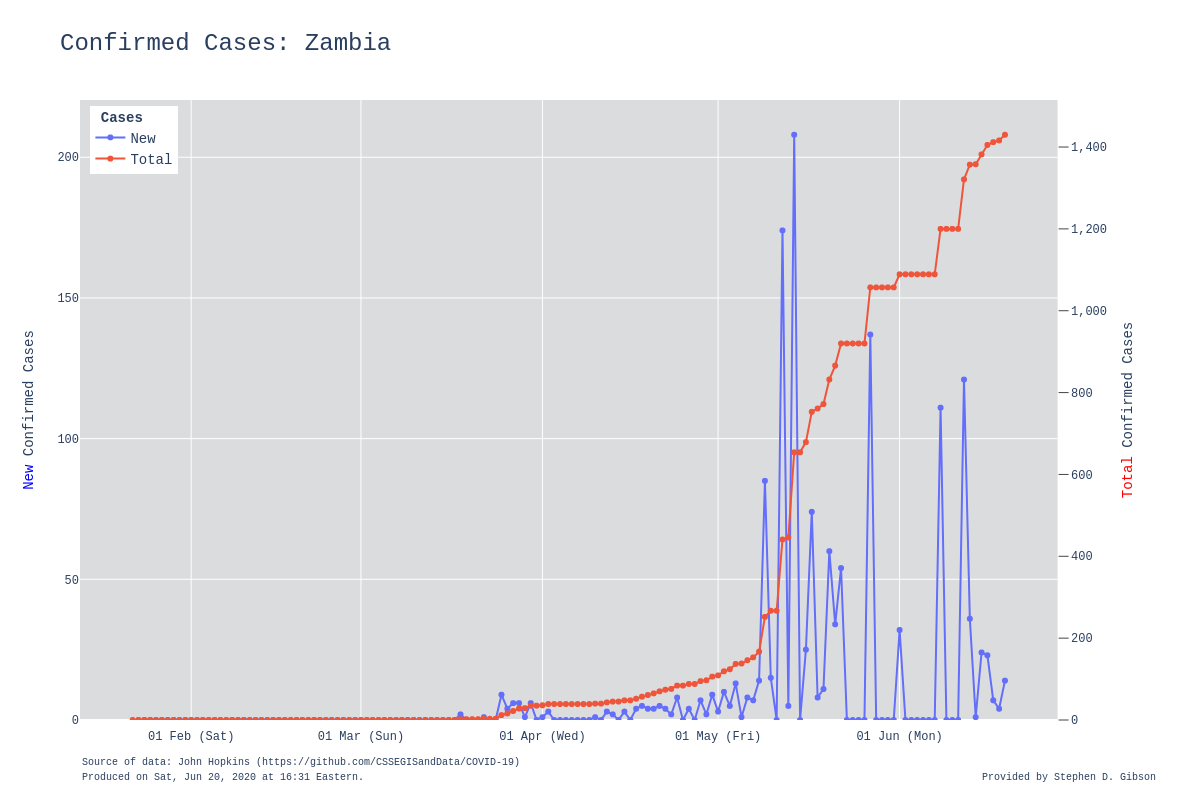 Confirmed Cases: Zambia
Cases
New
Total
200
150
100
50
0
1,400
1,200
1,000
800
600
400
200
0
New Confirmed Cases
Total Confirmed Cases
01 Feb (Sat)
01 Mar (Sun)
01 Apr (Wed)
01 May (Fri)
01 Jun (Mon)
Source of data: John Hopkins (https://github.com/CSSEGISandData/COVID-19)
Produced on Sat, Jun 20, 2020 at 16:31 Eastern.
Provided by Stephen D. Gibson